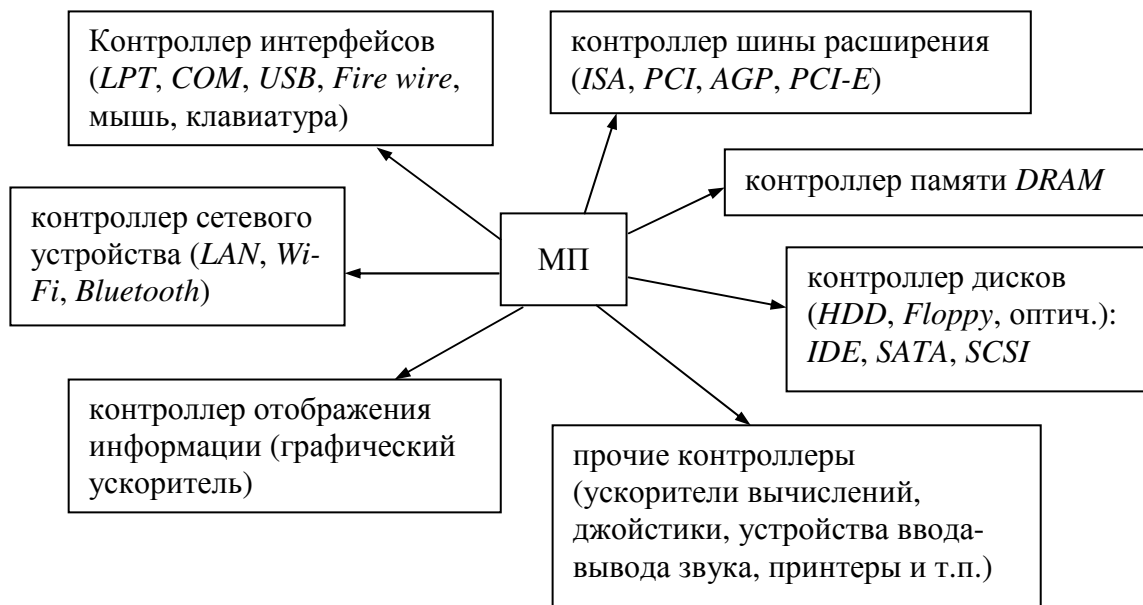 Контроллер интерфейсов
(LPT, COM, USB, Fire wire,
мышь, клавиатура)
контроллер шины расширения
(ISA, PCI, AGP, PCI-E)
контроллер памяти DRAM
контроллер сетевого
устройства (LAN, Wi-
Fi, Bluetooth)
МП
контроллер дисков
(HDD, Floppy, оптич.):
IDE, SATA, SCSI
контроллер отображения
информации (графический
ускоритель)
прочие контроллеры
(ускорители вычислений,
джойстики, устройства ввода-
вывода звука, принтеры и т.п.)